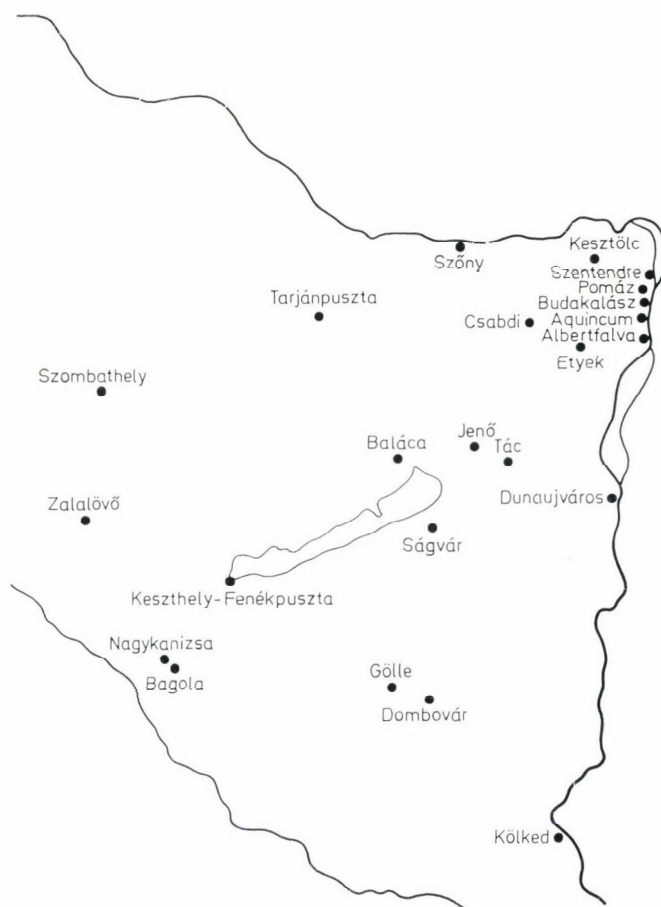 Kesztölc
Szőny
Szentendre
Pomáz
Tarjánpuszta
Budakalász
Csabdi
Aquincum
Albertfalva
Etyek
Szombathely
Baláca
Jenő
Tác
Zalalövő
Dunaujváros
Ságvár
Keszthely-Fenékpuszta
Nagykanizsa
Bagola
Gölle
Dombovár
Kölked